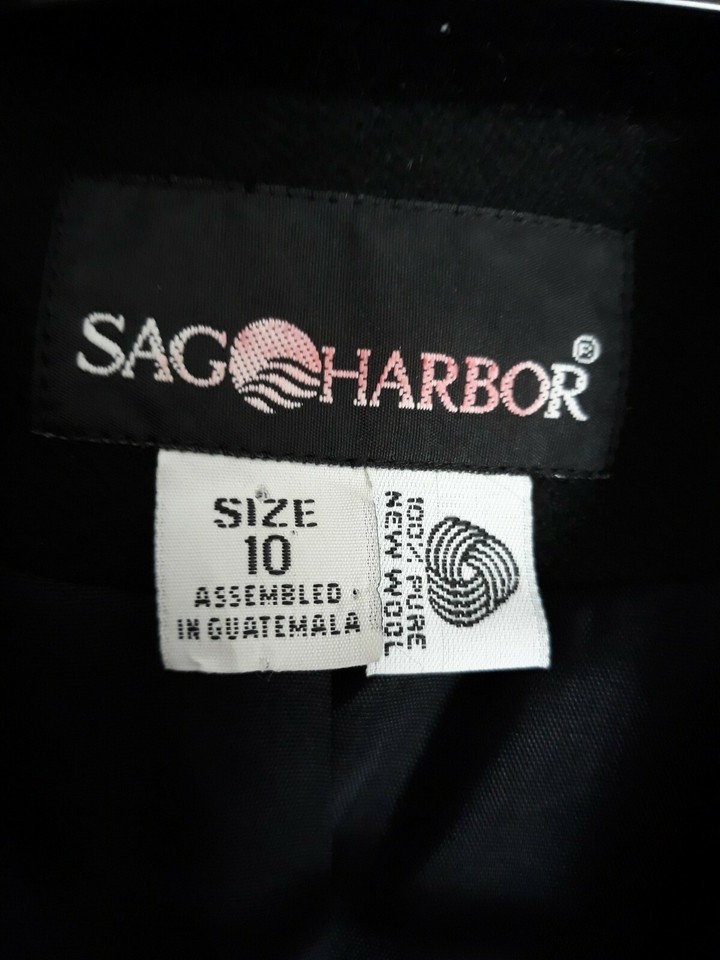 SAG HARBOR®
SIZE
10
ASSEMBLED
IN GUATEMALA
100% PURE
NEW WOOL